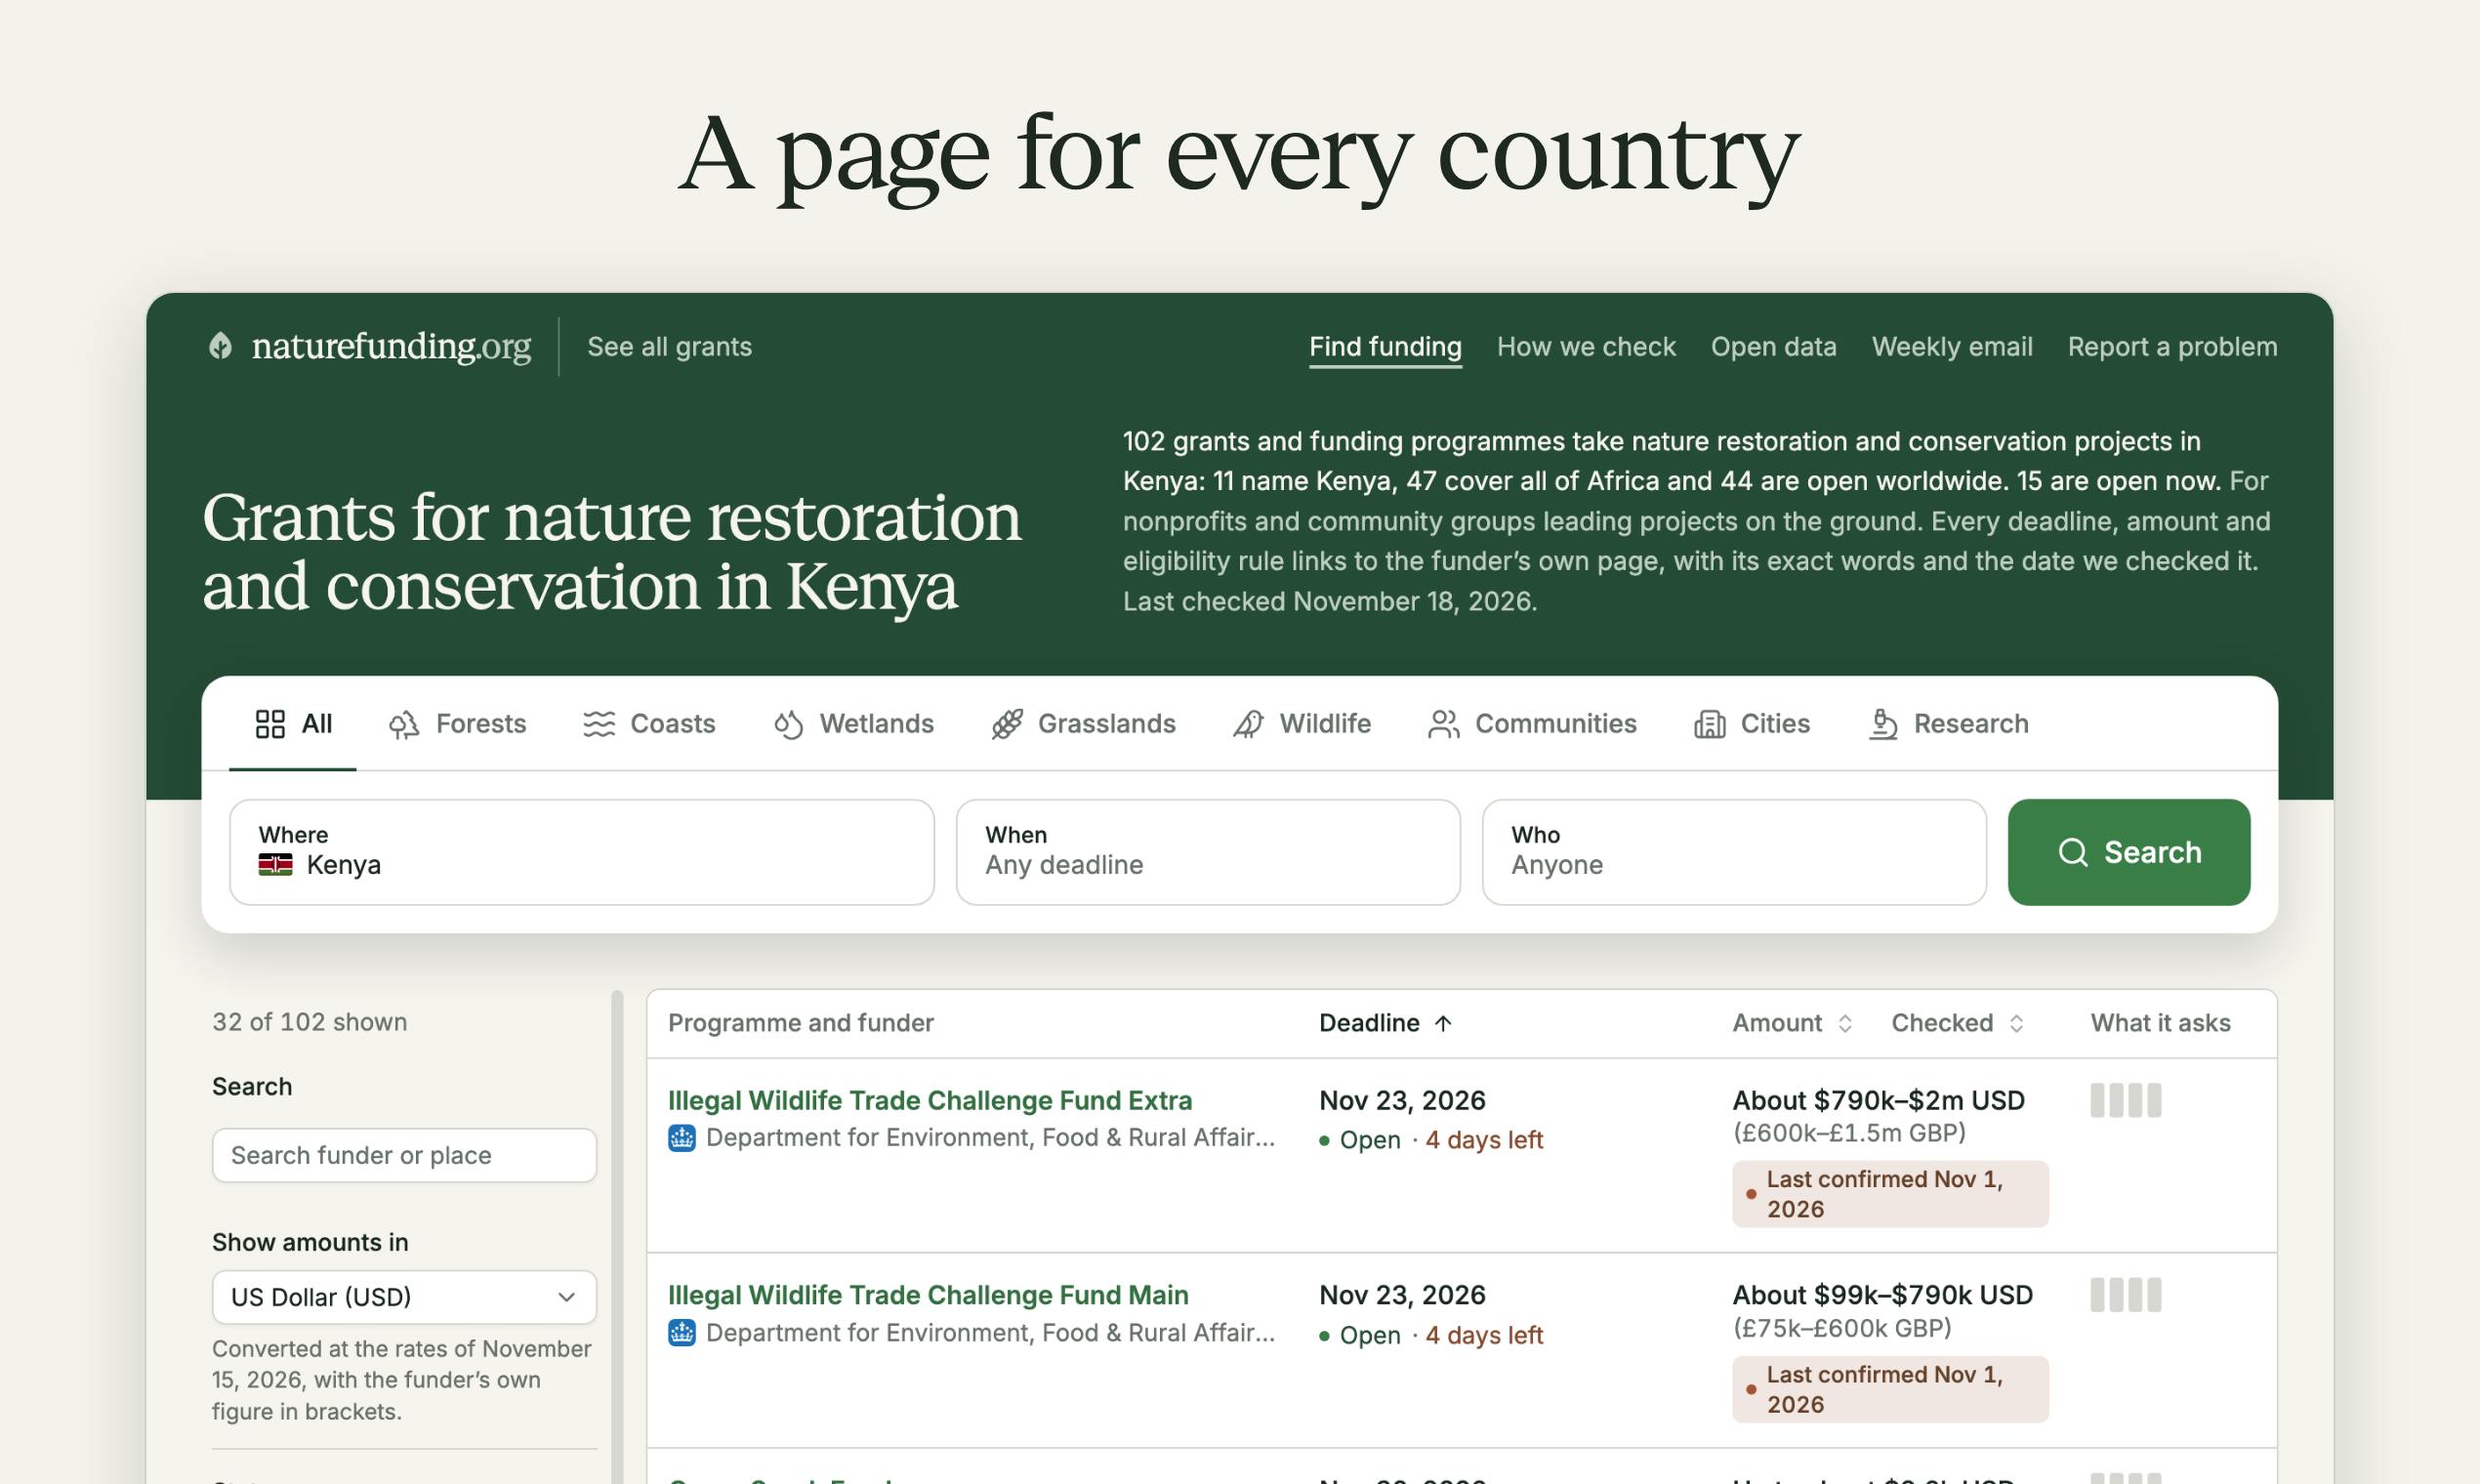 A page for every country
naturefunding.org
See all grants
Find funding
How we check
Open data
Weekly email
Report a problem
Grants for nature restoration
and conservation in Kenya
102 grants and funding programmes take nature restoration and conservation projects in
Kenya: 11 name Kenya, 47 cover all of Africa and 44 are open worldwide. 15 are open now. For
nonprofits and community groups leading projects on the ground. Every deadline, amount and
eligibility rule links to the funder’s own page, with its exact words and the date we checked it.
Last checked November 18, 2026.
All
Forests
Coasts
Wetlands
Grasslands
Wildlife
Communities
Cities
Research
Where
Kenya
When
Any deadline
Who
Anyone
Search
32 of 102 shown
Search
Search funder or place
Show amounts in
US Dollar (USD)
Converted at the rates of November
15, 2026, with the funder’s own
figure in brackets.
Programme and funder
Deadline
Amount
Checked
What it asks
Illegal Wildlife Trade Challenge Fund Extra
Department for Environment, Food & Rural Affair...
Nov 23, 2026
Open · 4 days left
About $790k–$2m USD
(£600k–£1.5m GBP)
Last confirmed Nov 1,
2026
Illegal Wildlife Trade Challenge Fund Main
Department for Environment, Food & Rural Affair...
Nov 23, 2026
Open · 4 days left
About $99k–$790k USD
(£75k–£600k GBP)
Last confirmed Nov 1,
2026